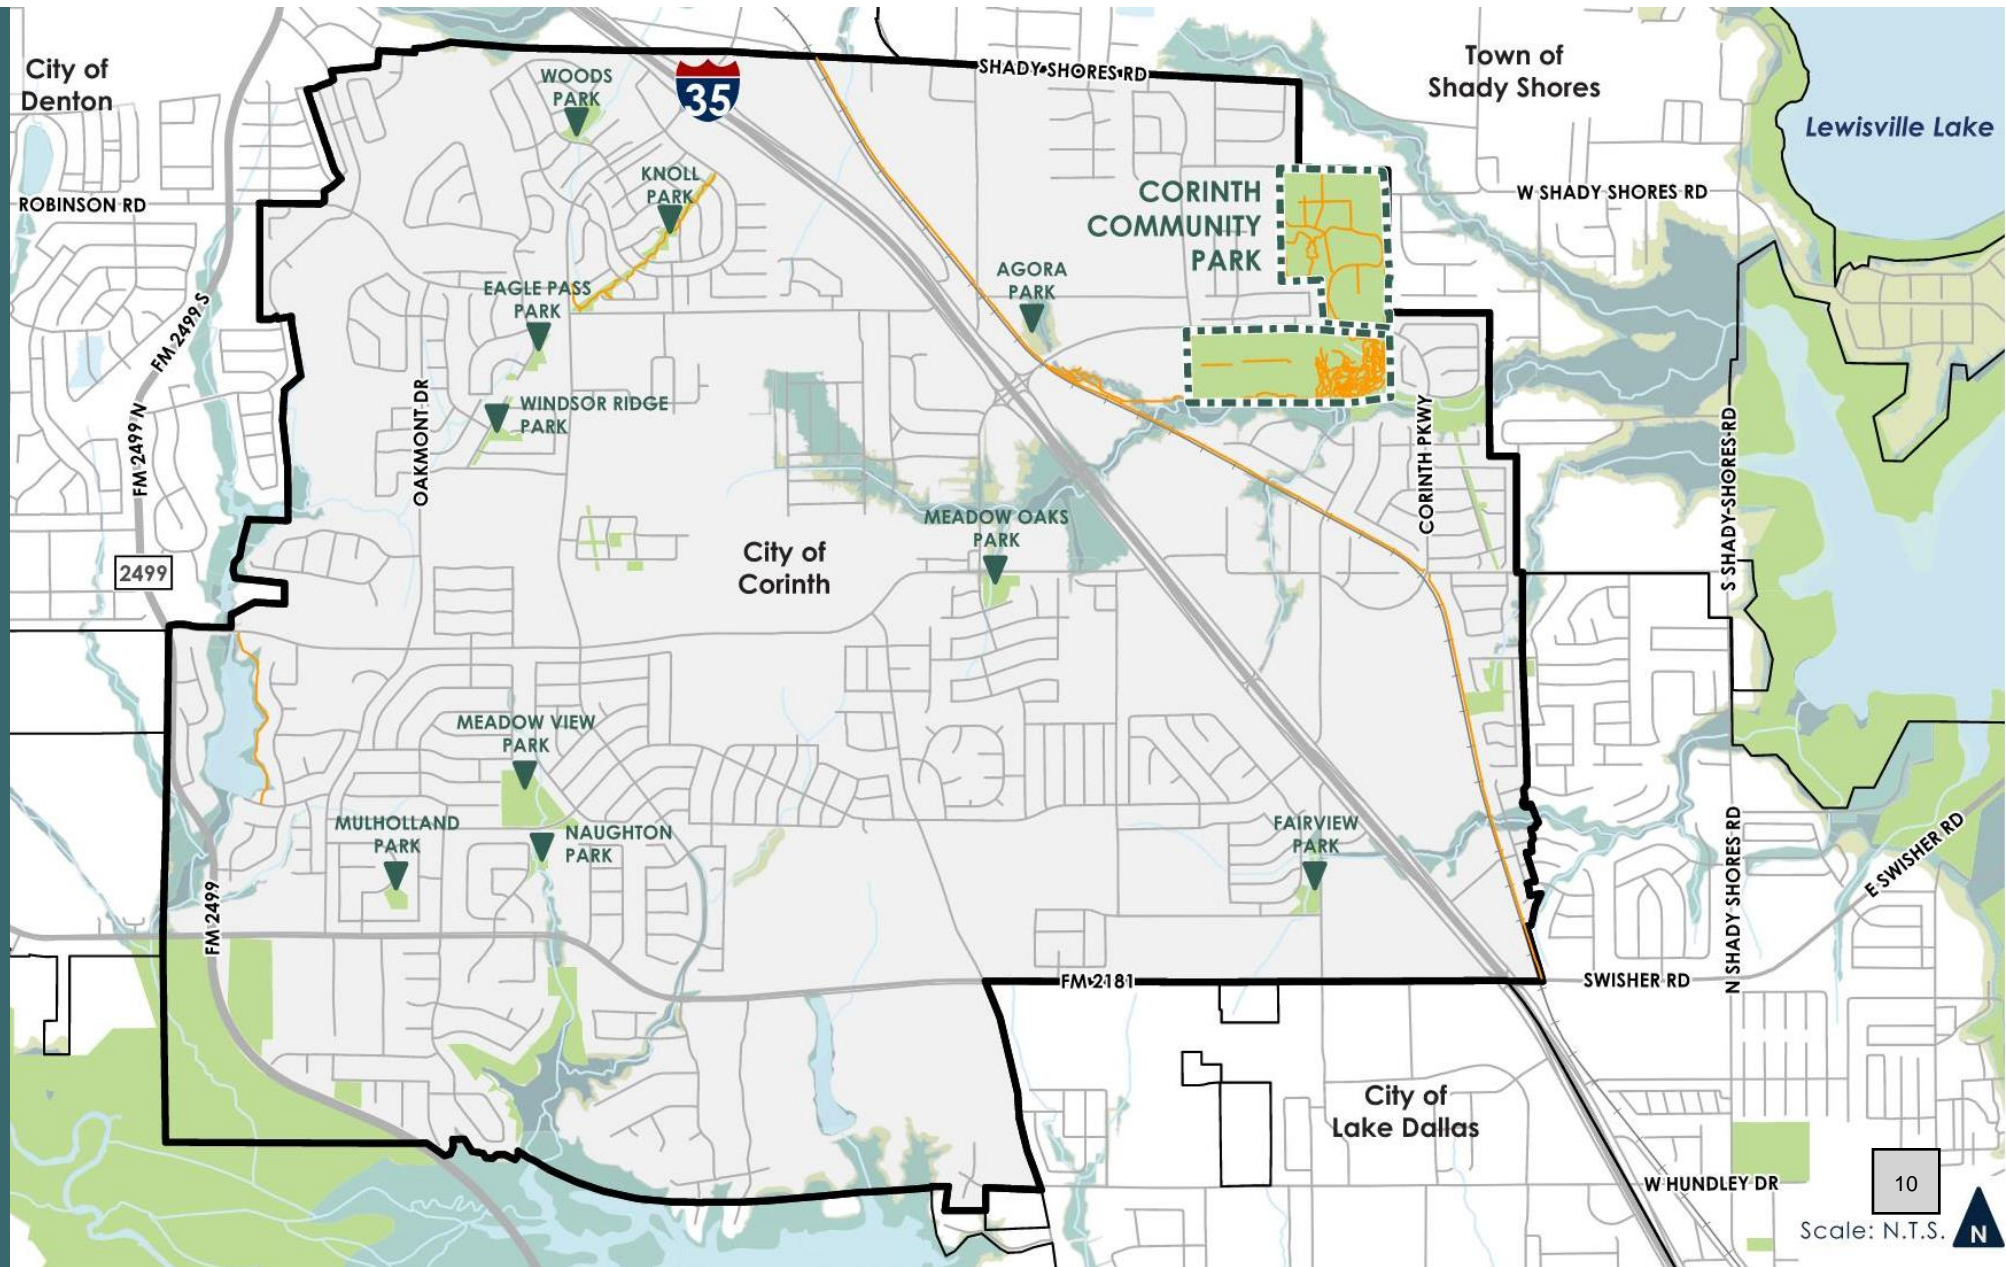 City of
Denton
WOODS
PARK
35
SHADY SHORES RD
Town of
Shady Shores
Lewisville Lake
KNOLL
PARK
ROBINSON RD
CORINTH
COMMUNITY
PARK
W SHADY SHORES RD
AGORA
PARK
EAGLE PASS
PARK
FM 2499 S
OAKMONT DR
WINDSOR RIDGE
PARK
FM 2499 N
CORINTH PKWY
S SHADY SHORES RD
MEADOW OAKS
PARK
City of
Corinth
2499
MEADOW VIEW
PARK
MULHOLLAND
PARK
NAUGHTON
PARK
FAIRVIEW
PARK
E SWISHER RD
FM 2499
N SHADY SHORES RD
FM 2181
SWISHER RD
City of
Lake Dallas
W HUNDLEY DR
10
Scale: N.T.S.
N